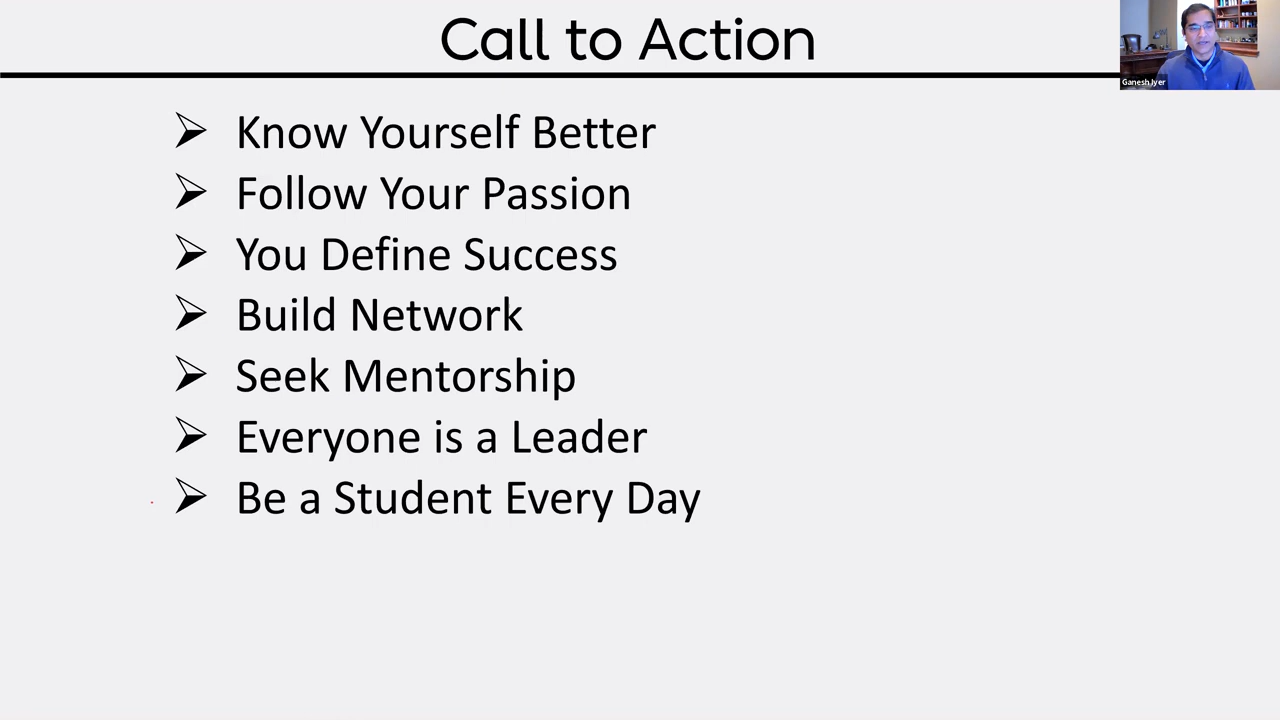 Call to Action
Ganesh Iyer
Know Yourself Better
Follow Your Passion
You Define Success
Build Network
Seek Mentorship
Everyone is a Leader
Be a Student Every Day